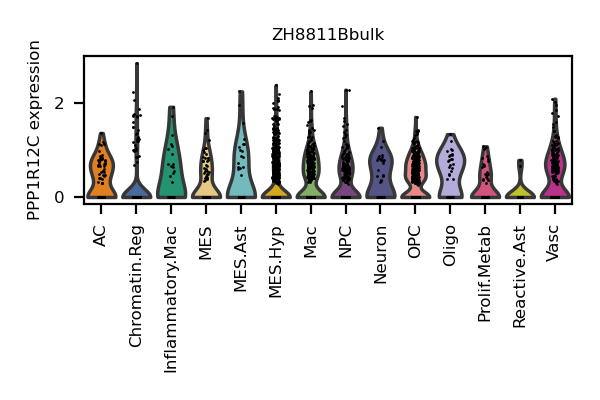 ZH8811Bbulk
PPP1R12C expression
2
0
AC
Chromatin.Reg
Inflammatory.Mac
MES
MES.Ast
MES.Hyp
Mac
NPC
Neuron
OPC
Oligo
Prolif.Metab
Reactive.Ast
Vasc